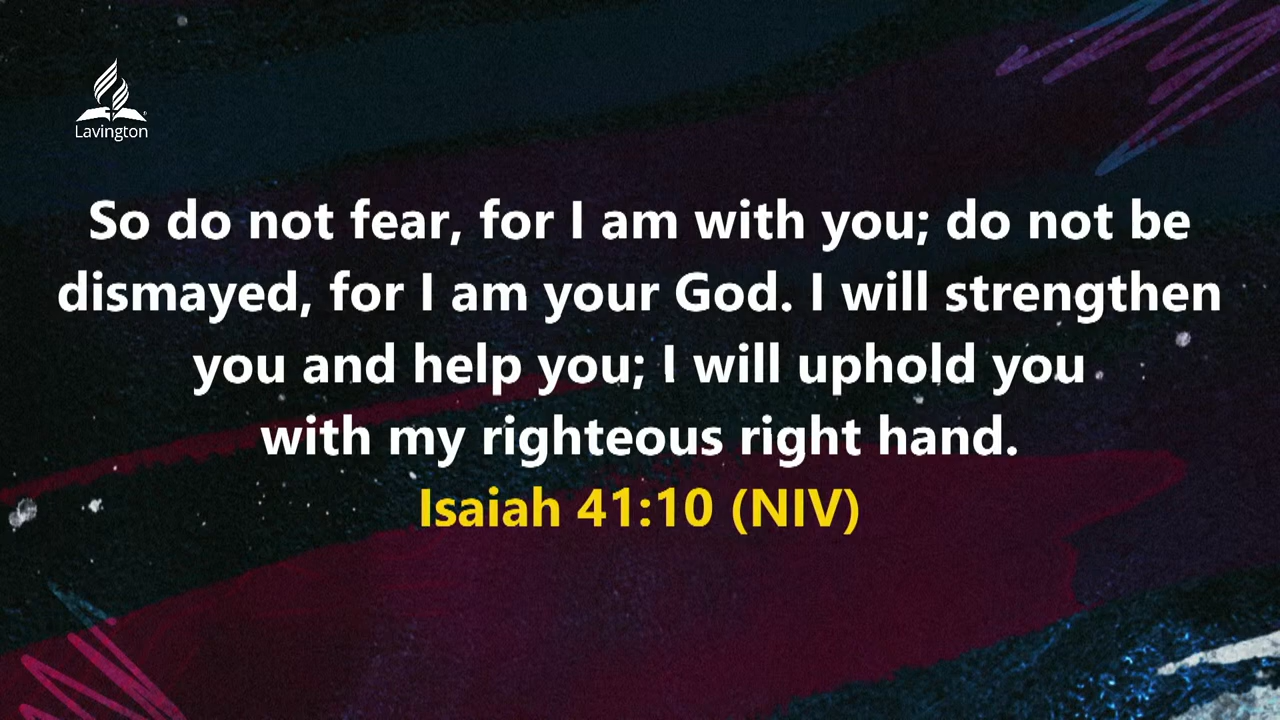 Lavington
So do not fear, for I am with you; do not be
dismayed, for I am your God. I will strengthen
you and help you; I will uphold you
with my righteous right hand.
Isaiah 41:10 (NIV)